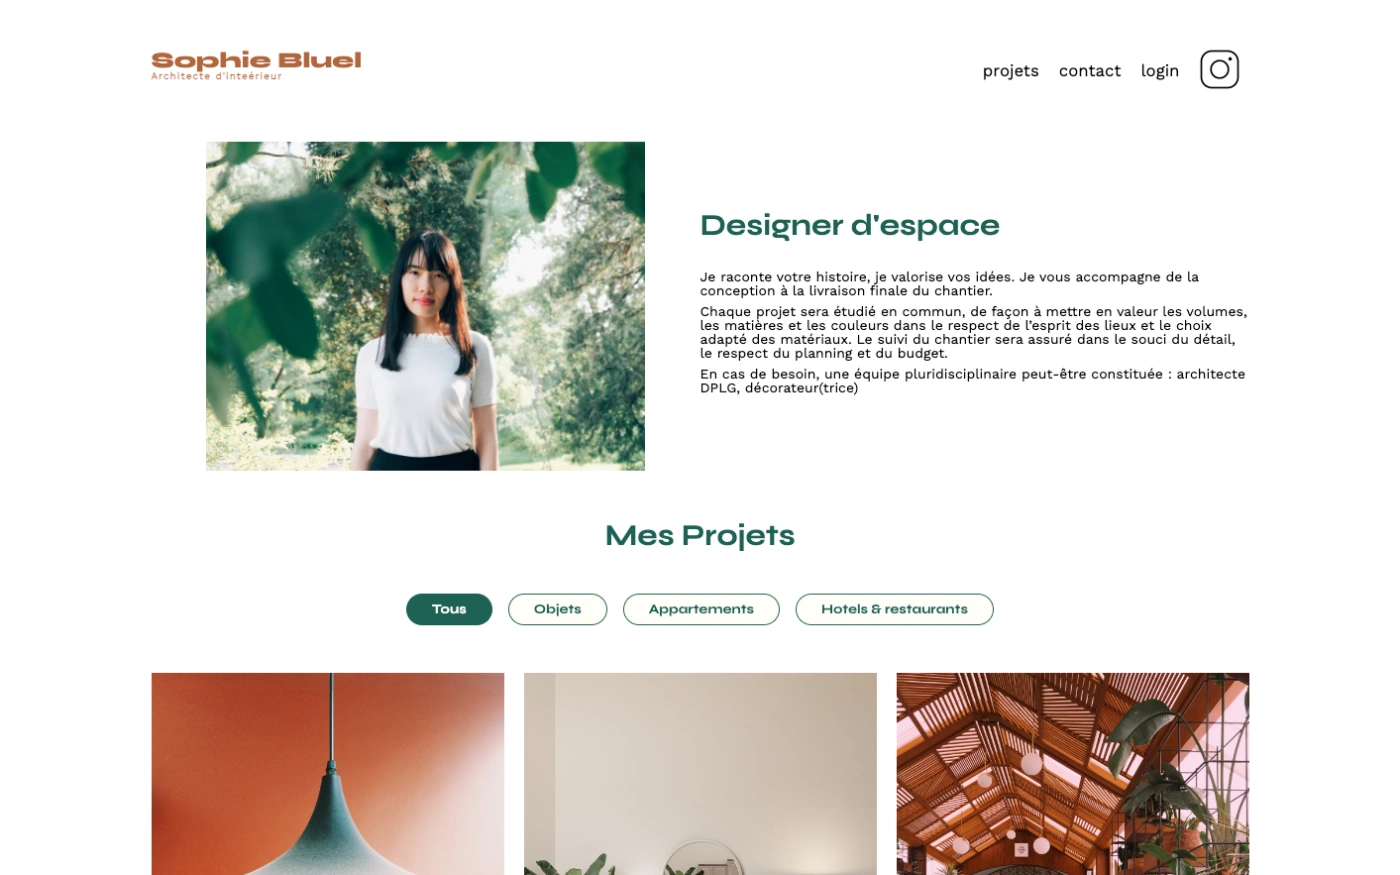 Sophie Bluel
Architecte d'inteérieur
projets contact login
Designer d'espace
Je raconte votre histoire, je valorise vos idées. Je vous accompagne de la
conception à la livraison finale du chantier.
Chaque projet sera étudié en commun, de façon à mettre en valeur les volumes,
les matières et les couleurs dans le respect de l’esprit des lieux et le choix
adapté des matériaux. Le suivi du chantier sera assuré dans le souci du détail,
le respect du planning et du budget.
En cas de besoin, une équipe pluridisciplinaire peut-être constituée : architecte
DPLG, décorateur(trice)
Mes Projets
Tous Objets Appartements Hotels & restaurants